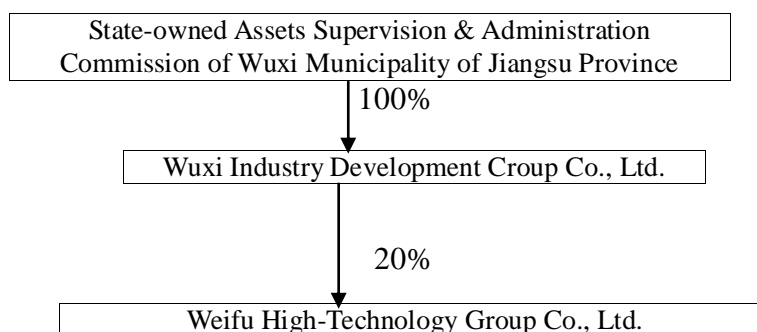 State-owned Assets Supervision & Administration
Commission of Wuxi Municipality of Jiangsu Province
100%
Wuxi Industry Development Croup Co., Ltd.
20%
Weifu High-Technology Group Co., Ltd.